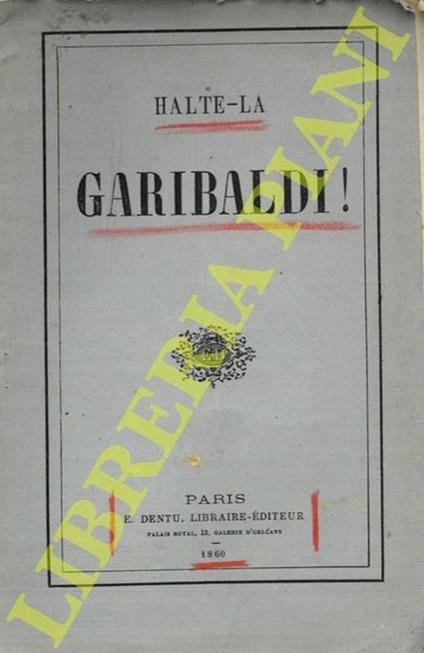 HALTE-LA
GARIBALDI!
E.D
PARIS
E. DENTU, LIBRAIRE-ÉDITEUR
PALAIS ROYAL, 13, GALERIE D'ORLÉANS
1860
LIBRERIA PIANI